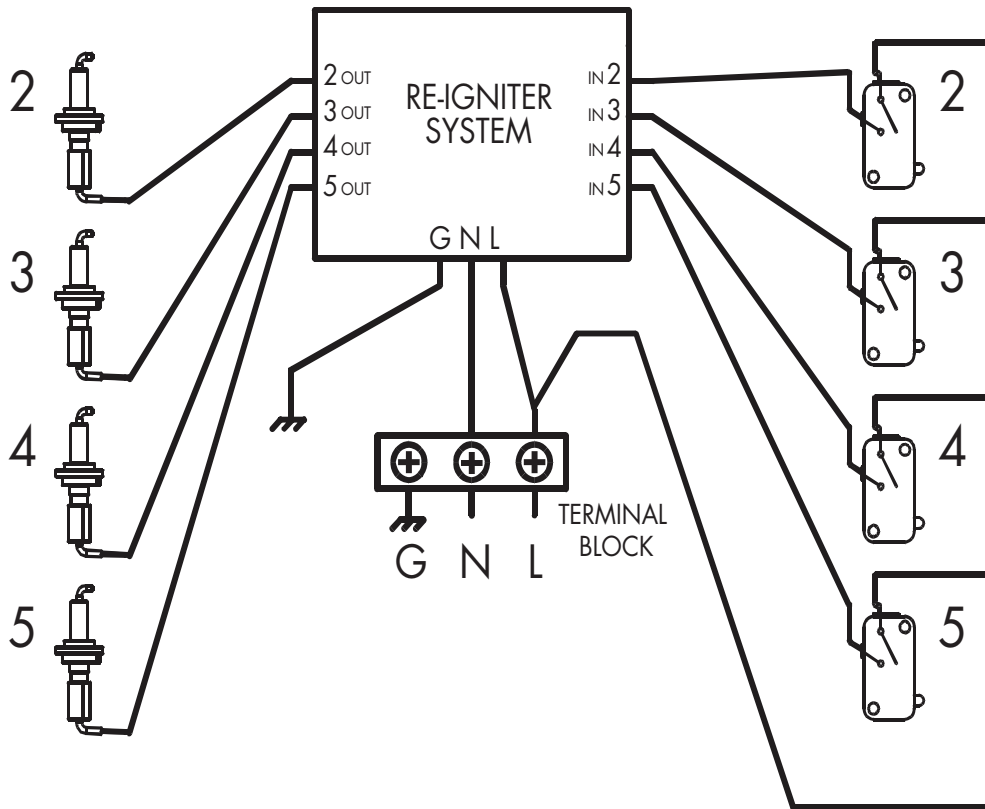 2
3
4
5
RE-IGNITER
SYSTEM
2 OUT
3 OUT
4 OUT
5 OUT
IN 2
IN 3
IN 4
IN 5
G N L
TERMINAL
BLOCK
G N L
2
3
4
5